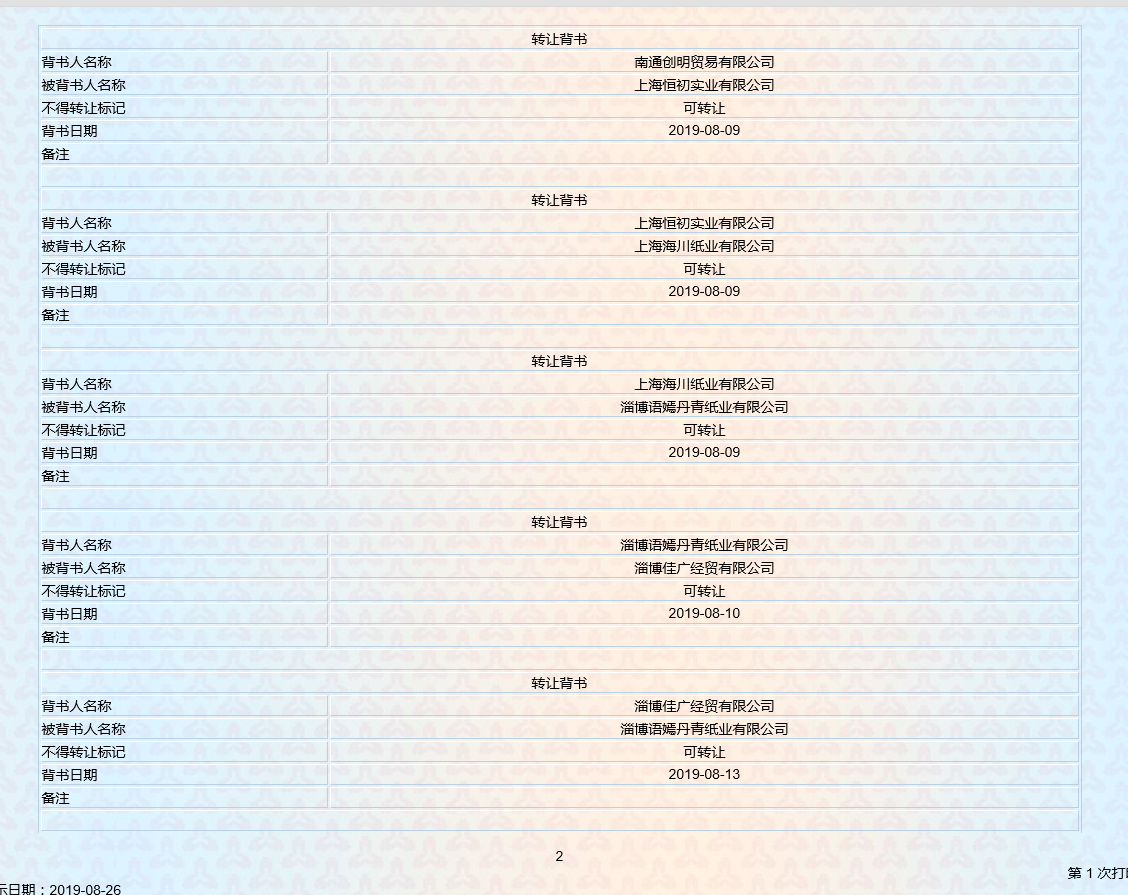 转让背书
背书人名称 南通创明贸易有限公司
被背书人名称 上海恒初实业有限公司
不得转让标记 可转让
背书日期 2019-08-09
备注
转让背书
背书人名称 上海恒初实业有限公司
被背书人名称 上海海川纸业有限公司
不得转让标记 可转让
背书日期 2019-08-09
备注
转让背书
背书人名称 上海海川纸业有限公司
被背书人名称 淄博语嫣丹青纸业有限公司
不得转让标记 可转让
背书日期 2019-08-09
备注
转让背书
背书人名称 淄博语嫣丹青纸业有限公司
被背书人名称 淄博佳广经贸有限公司
不得转让标记 可转让
背书日期 2019-08-10
备注
转让背书
背书人名称 淄博佳广经贸有限公司
被背书人名称 淄博语嫣丹青纸业有限公司
不得转让标记 可转让
背书日期 2019-08-13
备注
2
第 1 次打
示日期：2019-08-26